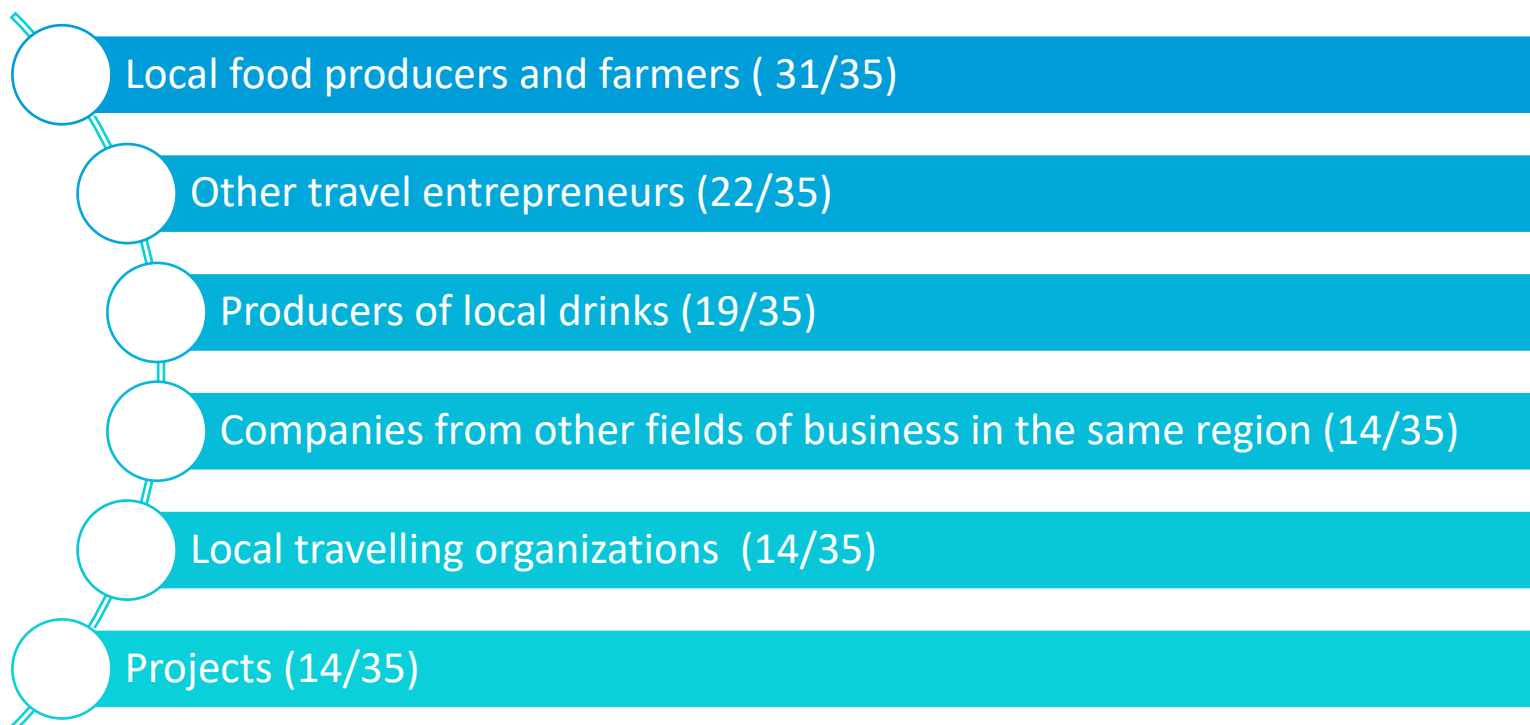 Local food producers and farmers ( 31/35)
Other travel entrepreneurs (22/35)
Producers of local drinks (19/35)
Companies from other fields of business in the same region (14/35)
Local travelling organizations  (14/35)
Projects (14/35)